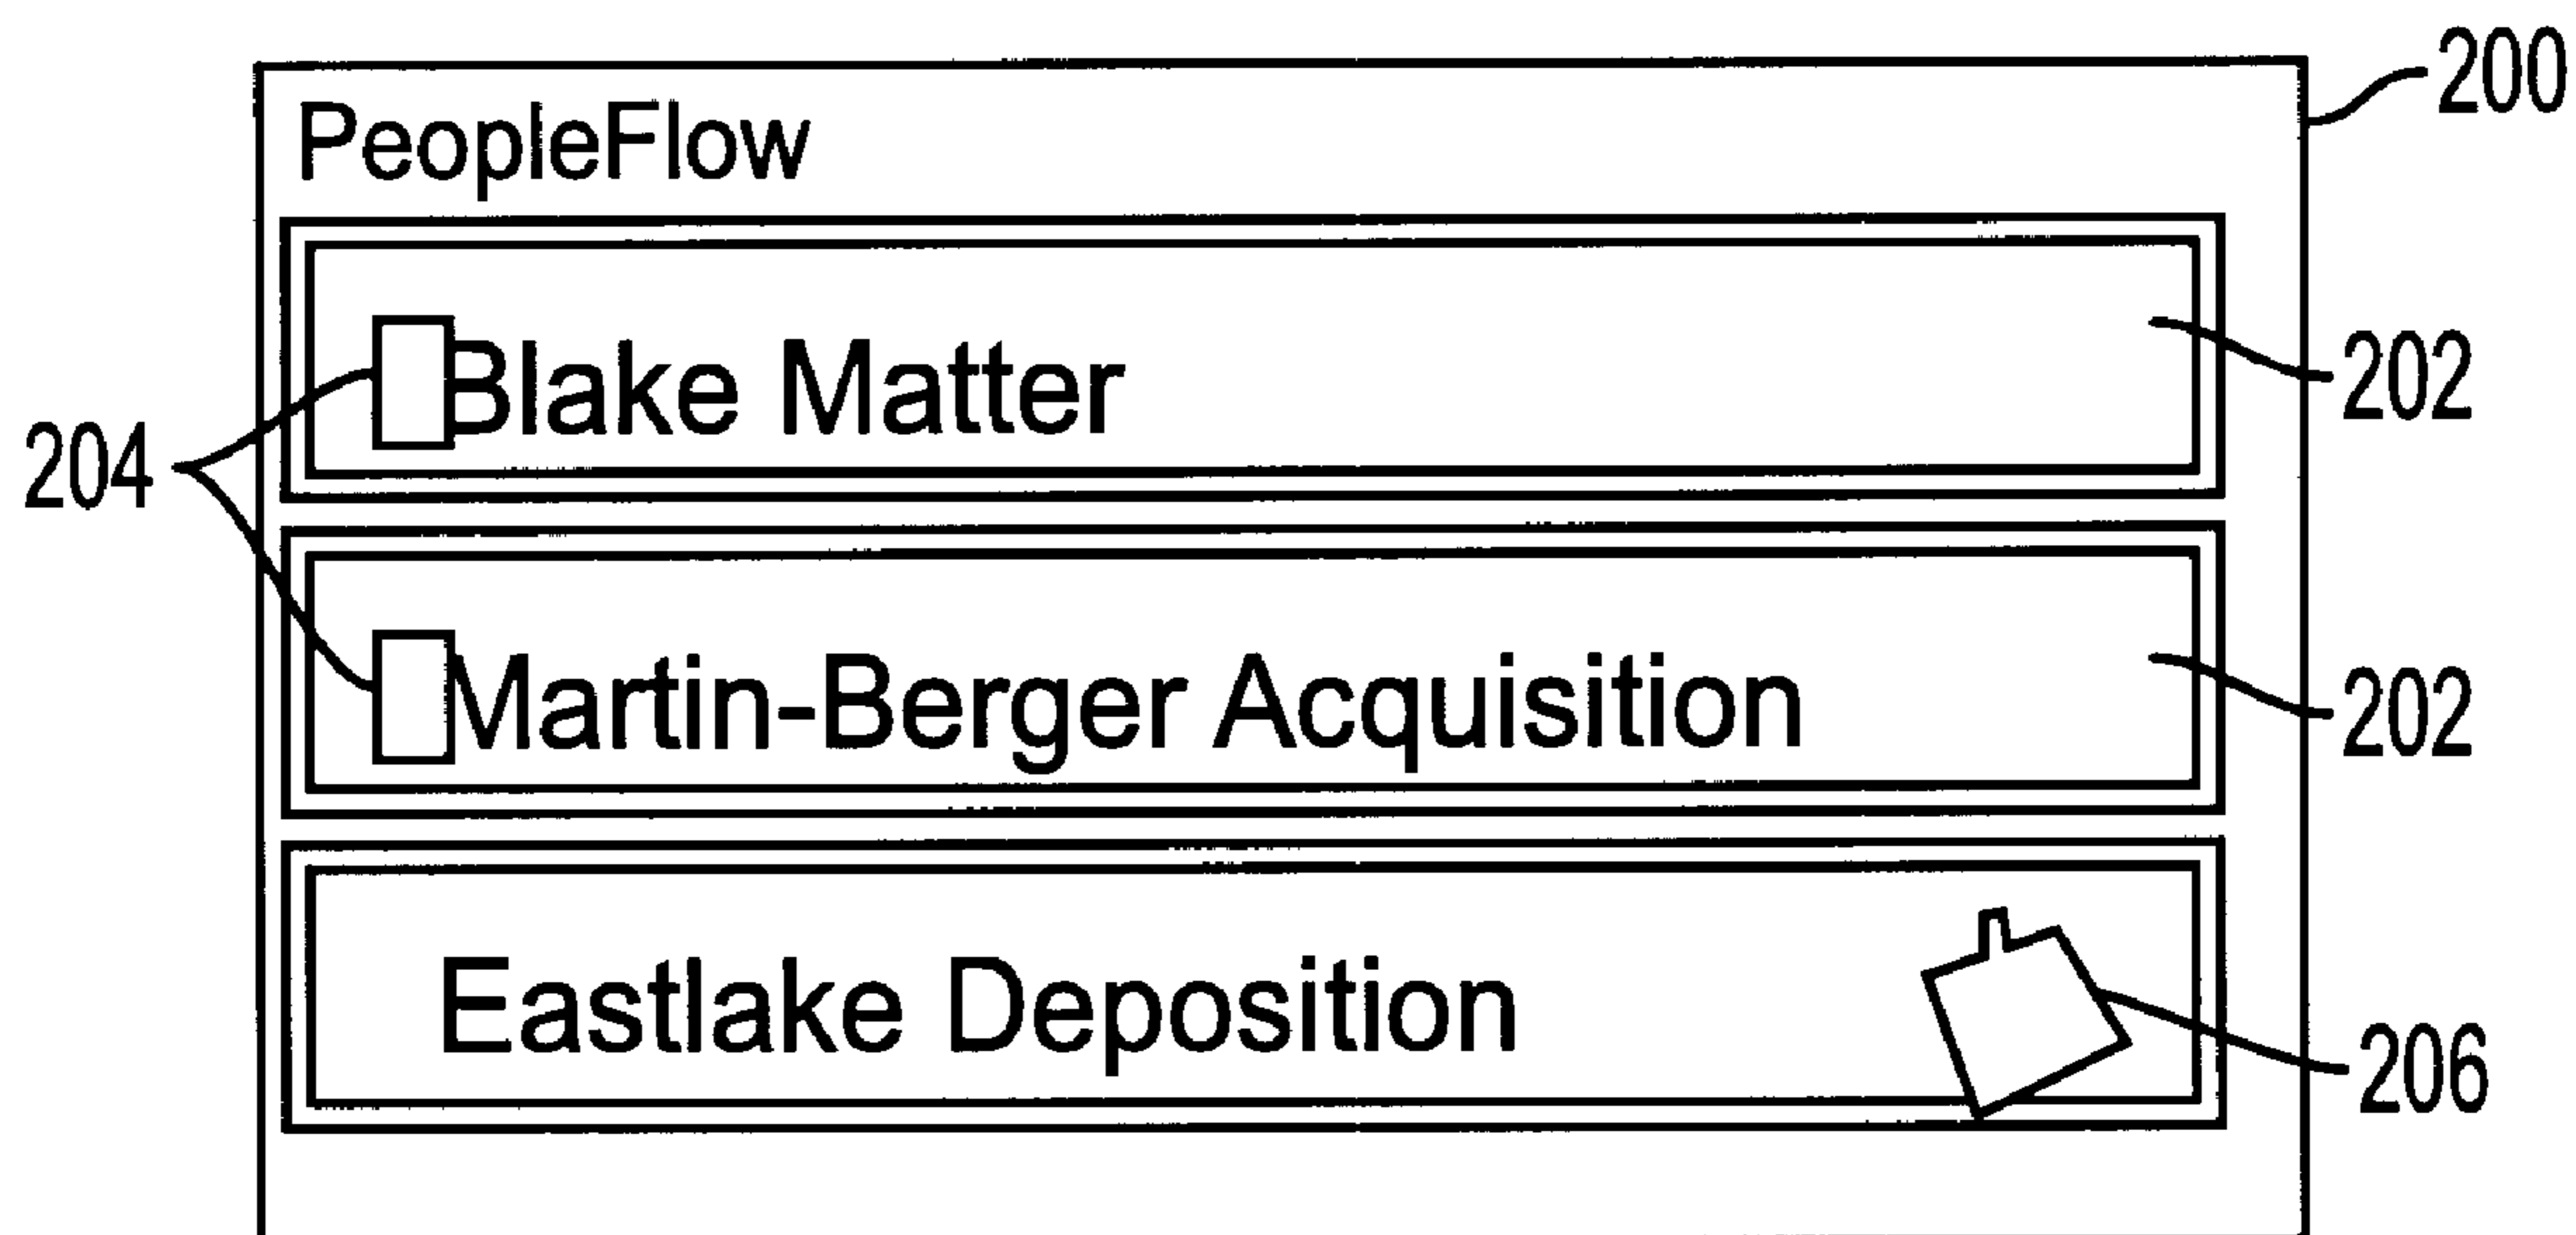 200
PeopleFlow
Blake Matter
202
204
Martin-Berger Acquisition
202
Eastlake Deposition
206